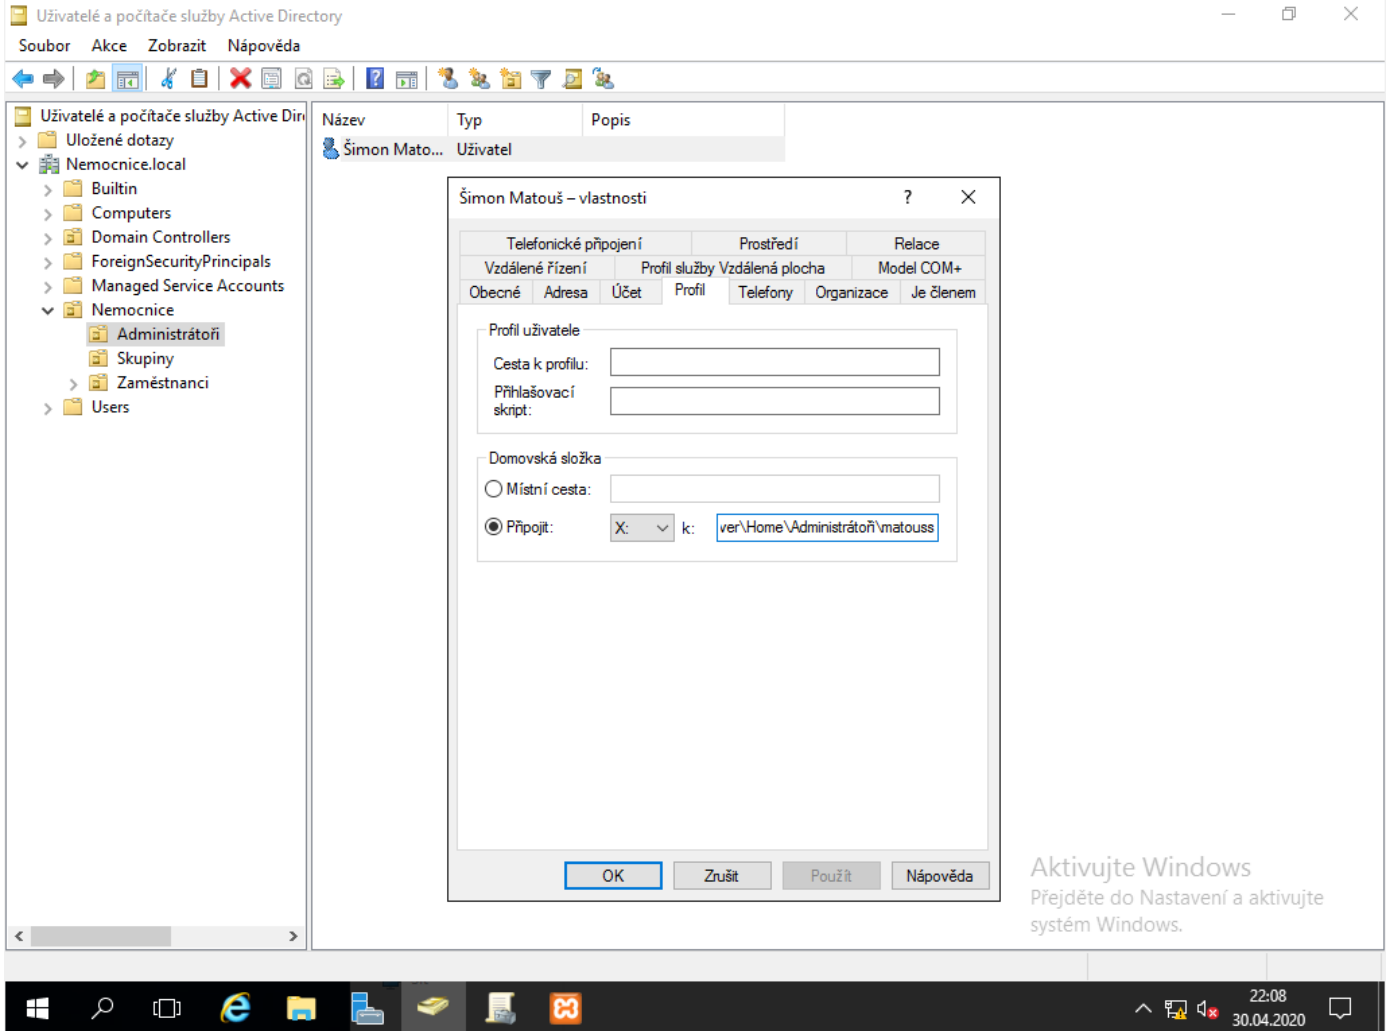 Uživatelé a počítače služby Active Directory
Soubor Akce Zobrazit Nápověda
Uživatelé a počítače služby Active Dir
Uložené dotazy
Nemocnice.local
Builtin
Computers
Domain Controllers
ForeignSecurityPrincipals
Managed Service Accounts
Nemocnice
Administrátoři
Skupiny
Zaměstnanci
Users
Název Typ Popis
Šimon Mato... Uživatel
Šimon Matouš – vlastnosti
Telefonické připojení Prostředí Relace
Vzdálené řízení Profil služby Vzdálená plocha Model COM+
Obecné Adresa Účet Profil Telefony Organizace Je členem
Profil uživatele
Cesta k profilu:
Přihlašovací
skript:
Domovská složka
Místní cesta:
Připojit: X: k: ver\Home\Administrátoři\matouss
OK Zrušit Použít Nápověda
Aktivujte Windows
Přejděte do Nastavení a aktivujte
systém Windows.
22:08
30.04.2020